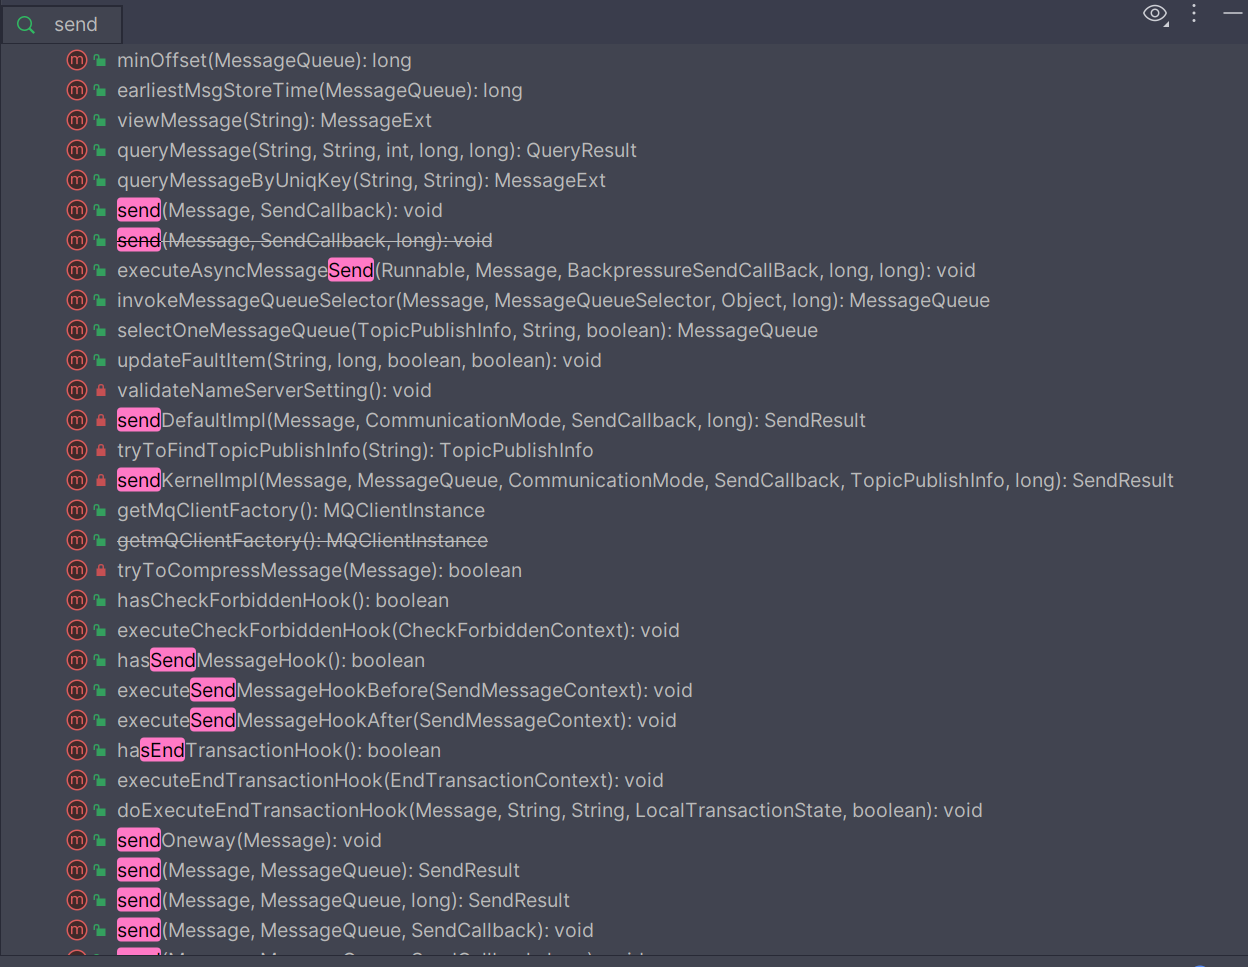 send
minOffset(MessageQueue): long
earliestMsgStoreTime(MessageQueue): long
viewMessage(String): MessageExt
queryMessage(String, String, int, long, long): QueryResult
queryMessageByUniqKey(String, String): MessageExt
send(Message, SendCallback): void
send(Message, SendCallback, long): void
executeAsyncMessageSend(Runnable, Message, BackpressureSendCallBack, long, long): void
invokeMessageQueueSelector(Message, MessageQueueSelector, Object, long): MessageQueue
selectOneMessageQueue(TopicPublishInfo, String, boolean): MessageQueue
updateFaultItem(String, long, boolean, boolean): void
validateNameServerSetting(): void
sendDefaultImpl(Message, CommunicationMode, SendCallback, long): SendResult
tryToFindTopicPublishInfo(String): TopicPublishInfo
sendKernelImpl(Message, MessageQueue, CommunicationMode, SendCallback, TopicPublishInfo, long): SendResult
getMqClientFactory(): MQClientInstance
getmQClientFactory(): MQClientInstance
tryToCompressMessage(Message): boolean
hasCheckForbiddenHook(): boolean
executeCheckForbiddenHook(CheckForbiddenContext): void
hasSendMessageHook(): boolean
executeSendMessageHookBefore(SendMessageContext): void
executeSendMessageHookAfter(SendMessageContext): void
hasEndTransactionHook(): boolean
executeEndTransactionHook(EndTransactionContext): void
doExecuteEndTransactionHook(Message, String, String, LocalTransactionState, boolean): void
sendOneway(Message): void
send(Message, MessageQueue): SendResult
send(Message, MessageQueue, long): SendResult
send(Message, MessageQueue, SendCallback): void